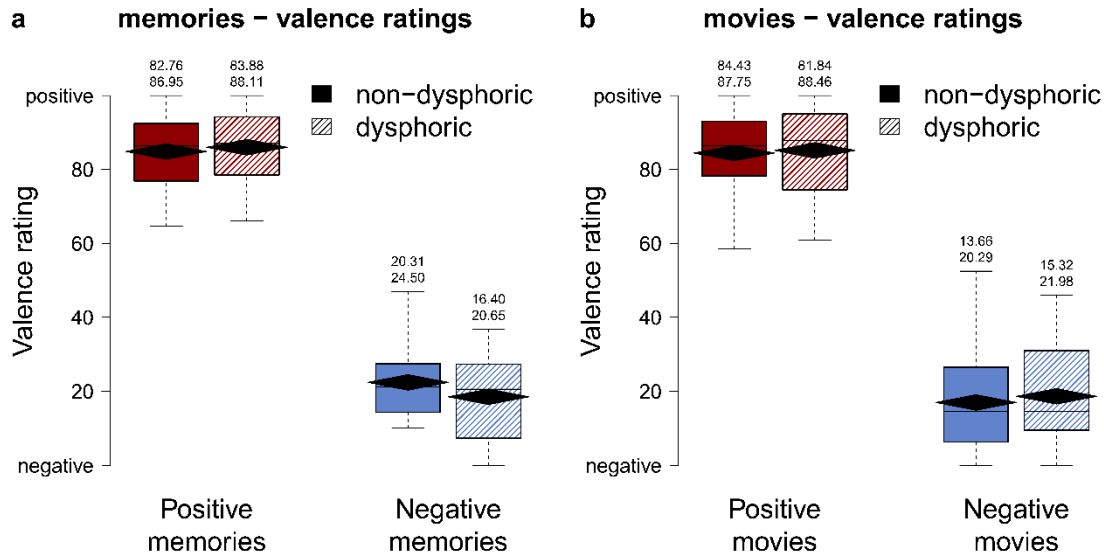 a
memories – valence ratings
82.76
86.95
83.88
88.11
non-dysphoric
dysphoric
positive
80
60
40
20
negative
Valence rating
20.31
24.50
16.40
20.65
Positive
memories
Negative
memories
b
movies – valence ratings
84.43
87.75
81.84
88.46
non-dysphoric
dysphoric
positive
80
60
40
20
negative
Valence rating
13.66
20.29
15.32
21.98
Positive
movies
Negative
movies